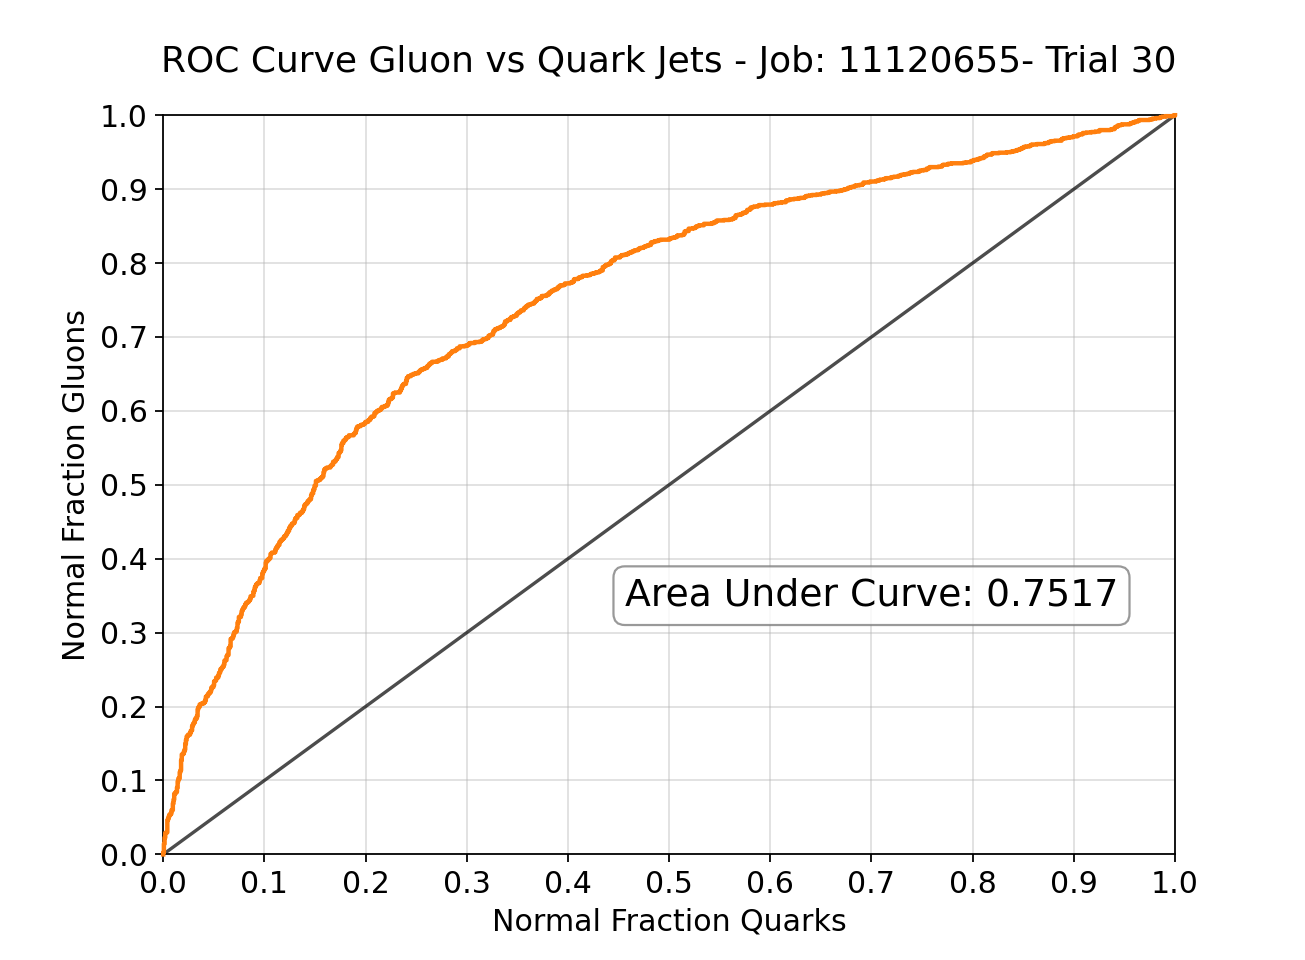 ROC Curve Gluon vs Quark Jets - Job: 11120655- Trial 30
1.0
0.9
0.8
0.7
0.6
0.5
0.4
0.3
0.2
0.1
0.0
Normal Fraction Gluons
Area Under Curve: 0.7517
0.0 0.1 0.2 0.3 0.4 0.5 0.6 0.7 0.8 0.9 1.0
Normal Fraction Quarks